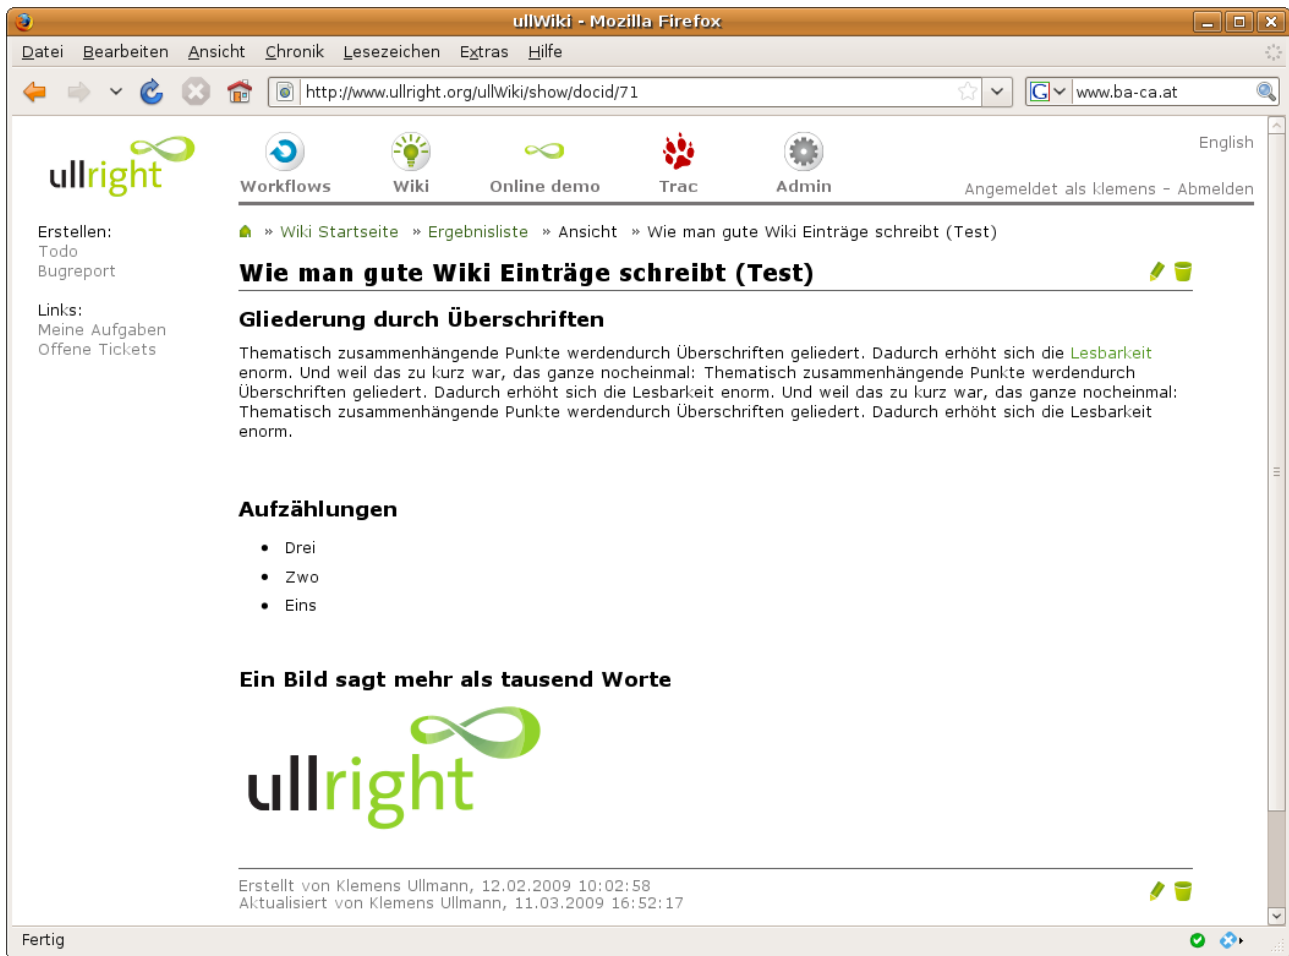 ullWiki - Mozilla Firefox
Datei Bearbeiten Ansicht Chronik Lesezeichen Extras Hilfe
http://www.ullright.org/ullWiki/show/docid/71
G www.ba-ca.at
ullright
Workflows Wiki Online demo Trac Admin
English
Angemeldet als klemens - Abmelden
Erstellen:
Todo
Bugreport
Links:
Meine Aufgaben
Offene Tickets
» Wiki Startseite » Ergebnisliste » Ansicht » Wie man gute Wiki Einträge schreibt (Test)
Wie man gute Wiki Einträge schreibt (Test)
Gliederung durch Überschriften
Thematisch zusammenhängende Punkte werdendurch Überschriften geliedert. Dadurch erhöht sich die Lesbarkeit
enorm. Und weil das zu kurz war, das ganze nocheinmal: Thematisch zusammenhängende Punkte werdendurch
Überschriften geliedert. Dadurch erhöht sich die Lesbarkeit enorm. Und weil das zu kurz war, das ganze nocheinmal:
Thematisch zusammenhängende Punkte werdendurch Überschriften geliedert. Dadurch erhöht sich die Lesbarkeit
enorm.
Aufzählungen
• Drei
• Zwo
• Eins
Ein Bild sagt mehr als tausend Worte
ullright
Erstellt von Klemens Ullmann, 12.02.2009 10:02:58
Aktualisiert von Klemens Ullmann, 11.03.2009 16:52:17
Fertig